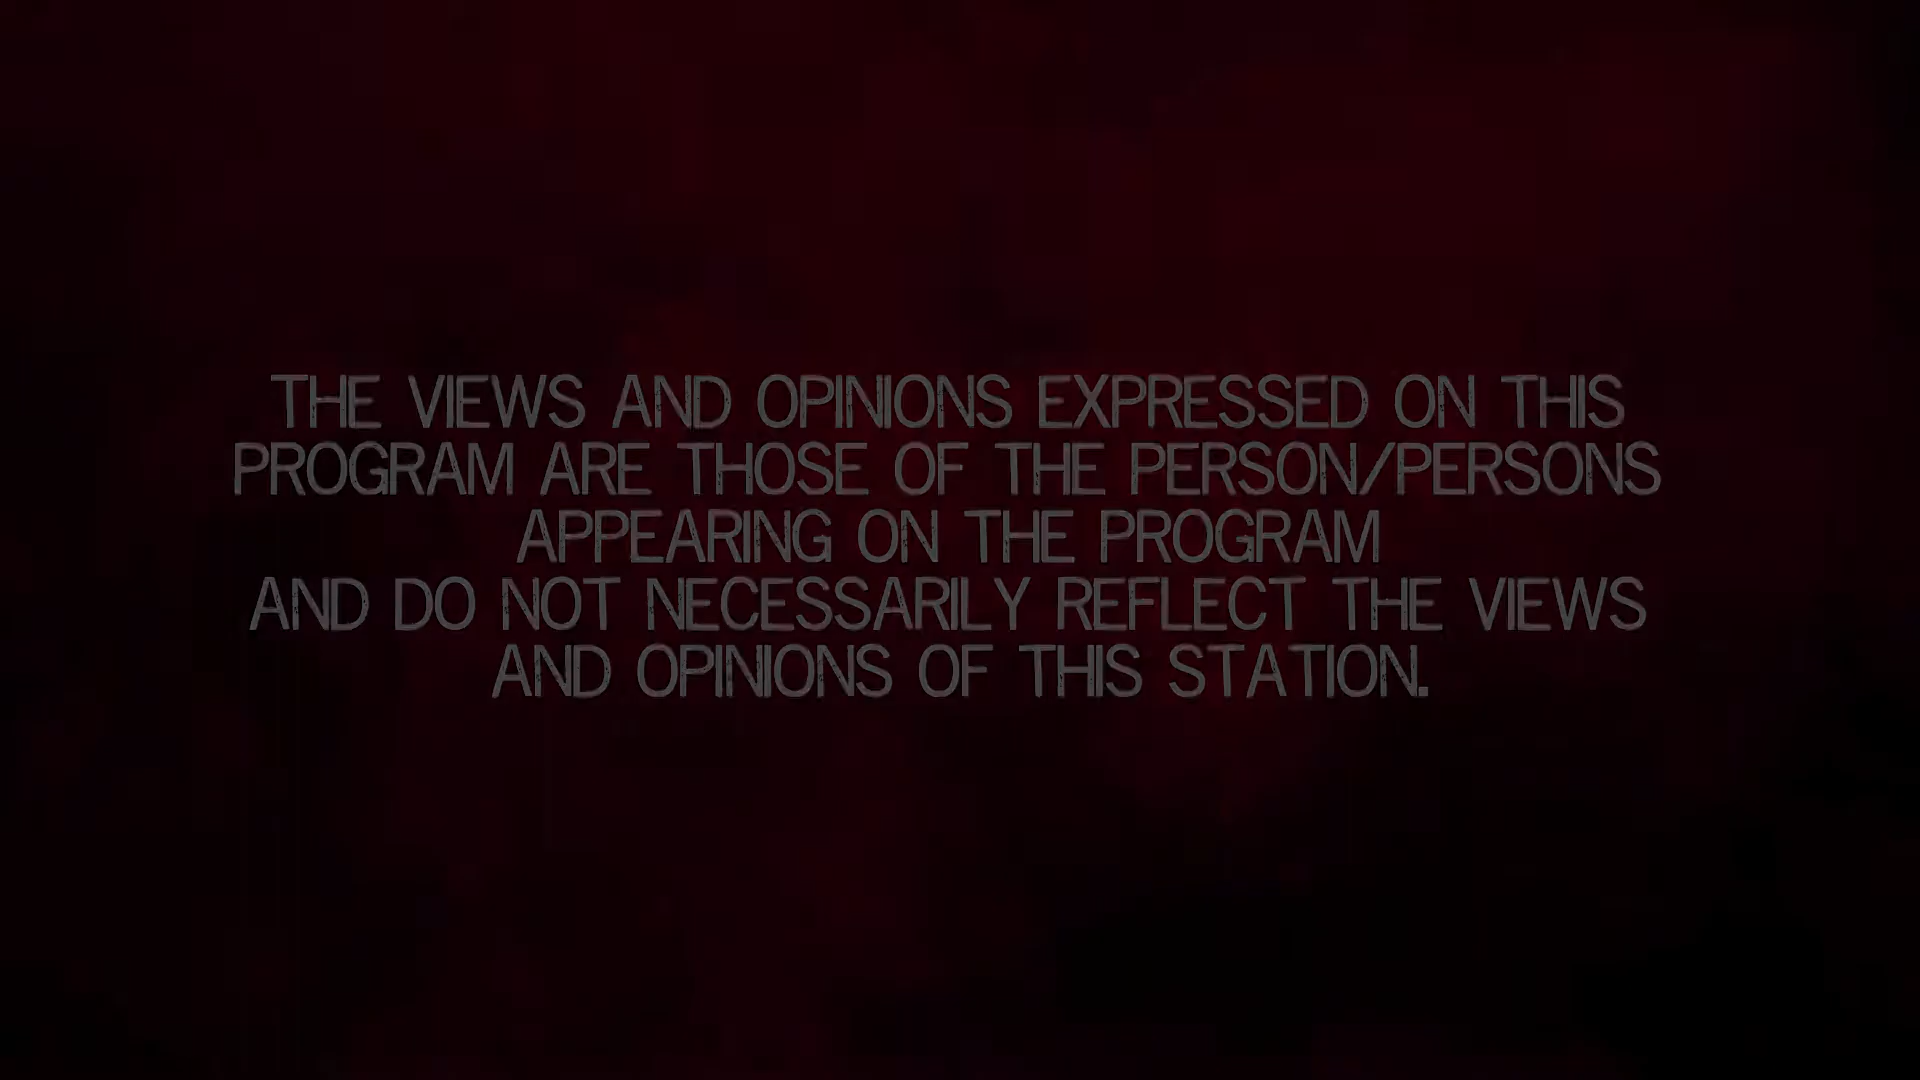 THE VIEWS AND OPINIONS EXPRESSED ON THIS
PROGRAM ARE THOSE OF THE PERSON/PERSONS
APPEARING ON THE PROGRAM
AND DO NOT NECESSARILY REFLECT THE VIEWS
AND OPINIONS OF THIS STATION.